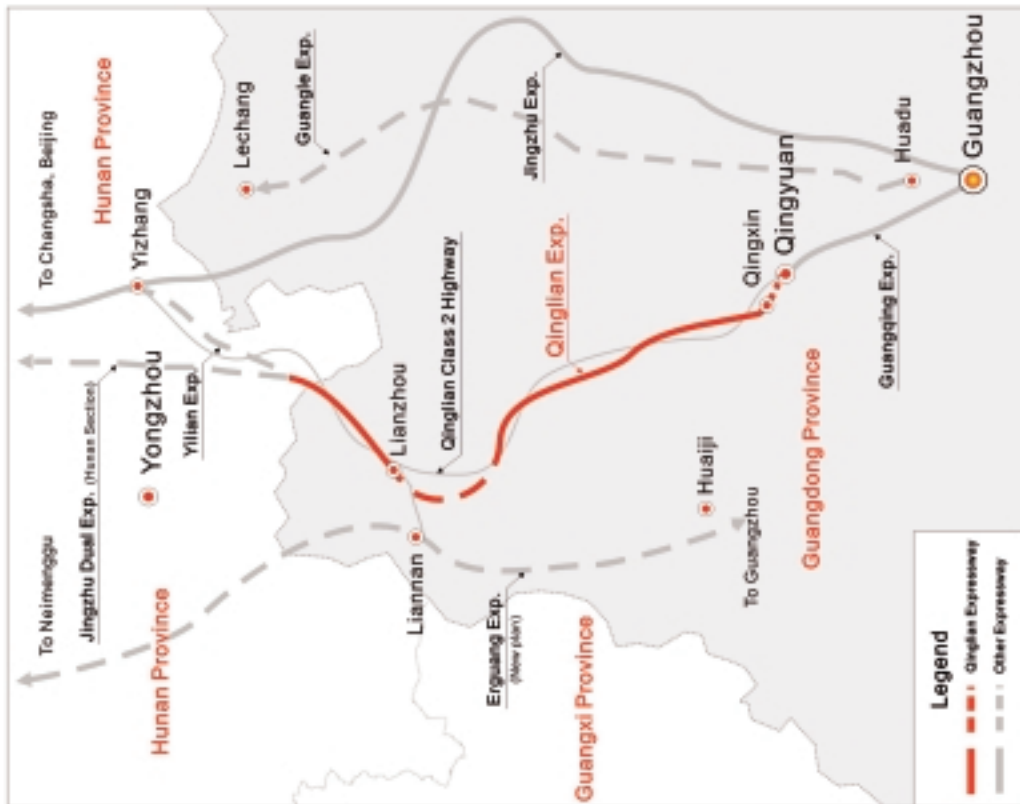 To Neimenggu
Jingzhu Dual Exp. (Hunan Section)
Hunan Province
Yongzhou
Yilian Exp.
To Changsha, Beijing
Hunan Province
Yizhang
Lechang
Guangle Exp.
Jingzhu Exp.
Lianzhou
Qinglian Class 2 Highway
Qinglian Exp.
Liannan
Erguang Exp.
(New plan)
Guangxi Province
Huaiji
To Guangzhou
Guangdong Province
Qingxin
Qingyuan
Guangqing Exp.
Huadu
Guangzhou
Legend
Qinglian Expressway
Other Expressway